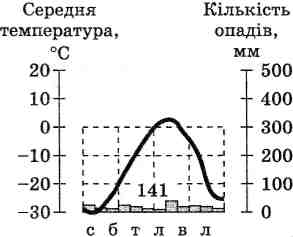 Середня Кількість
температура, опадів,
°C мм
20 500
10 400
0 300
−10 200
−20 100
−30 0
141
с б т л в л